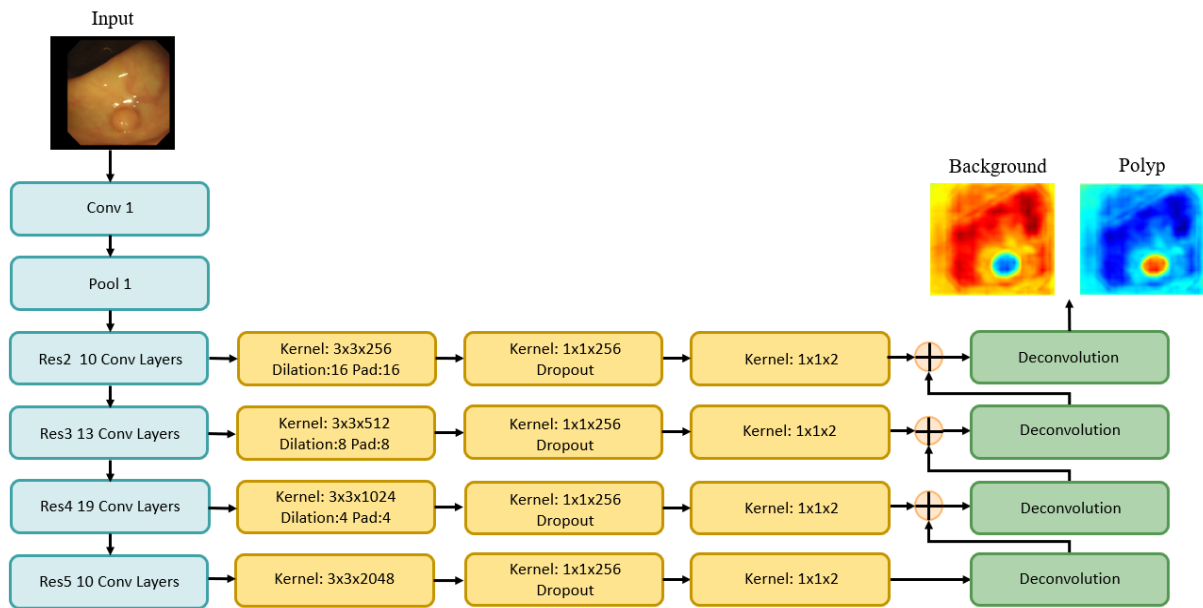 Input
Background
Polyp
Conv 1
Pool 1
Res2  10 Conv Layers
Kernel: 3x3x256
Dilation:16 Pad:16
Kernel: 1x1x256
Dropout
Kernel: 1x1x2
Deconvolution
Res3 13 Conv Layers
Kernel: 3x3x512
Dilation:8 Pad:8
Kernel: 1x1x256
Dropout
Kernel: 1x1x2
Deconvolution
Res4 19 Conv Layers
Kernel: 3x3x1024
Dilation:4 Pad:4
Kernel: 1x1x256
Dropout
Kernel: 1x1x2
Deconvolution
Res5 10 Conv Layers
Kernel: 3x3x2048
Kernel: 1x1x256
Dropout
Kernel: 1x1x2
Deconvolution